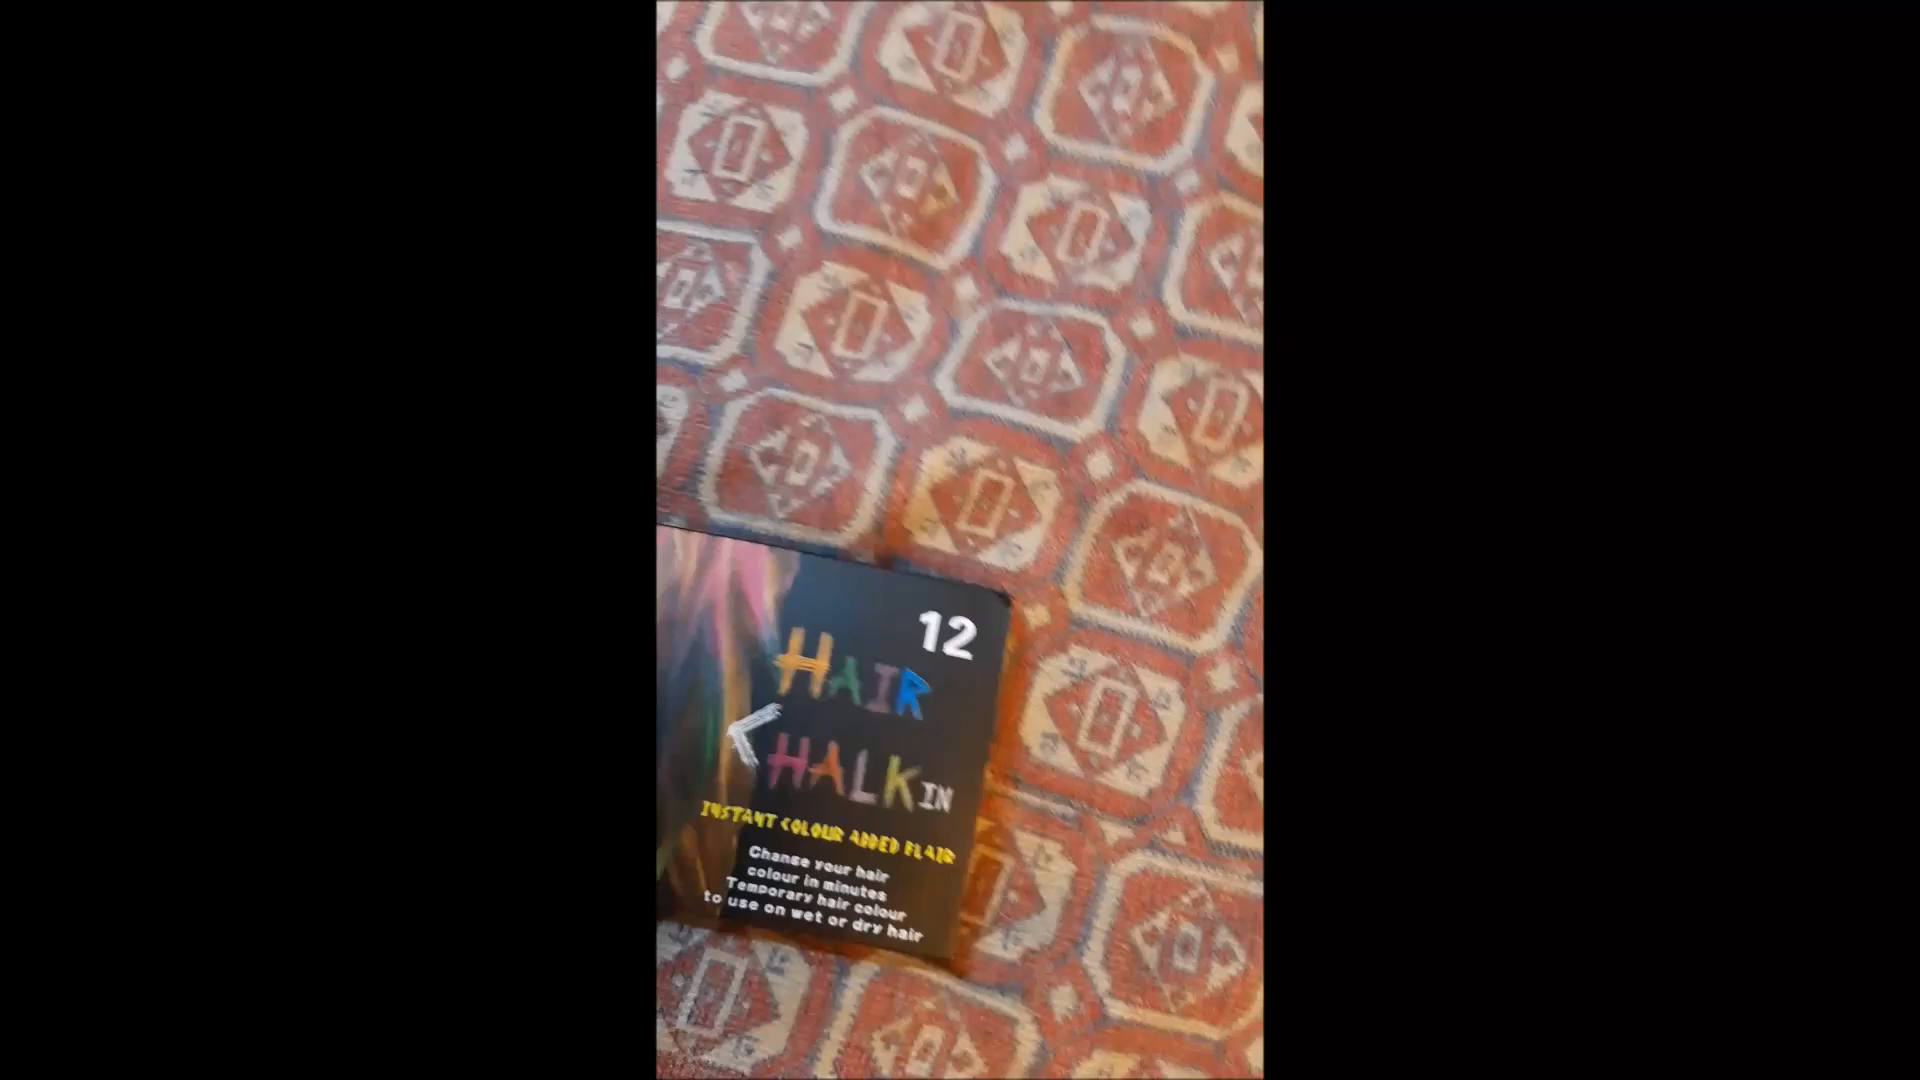 12
HAIR
CHALKIN
INSTANT COLOUR ADDED FLAIR
Change your hair
colour in minutes
Temporary hair colour
to use on wet or dry hair